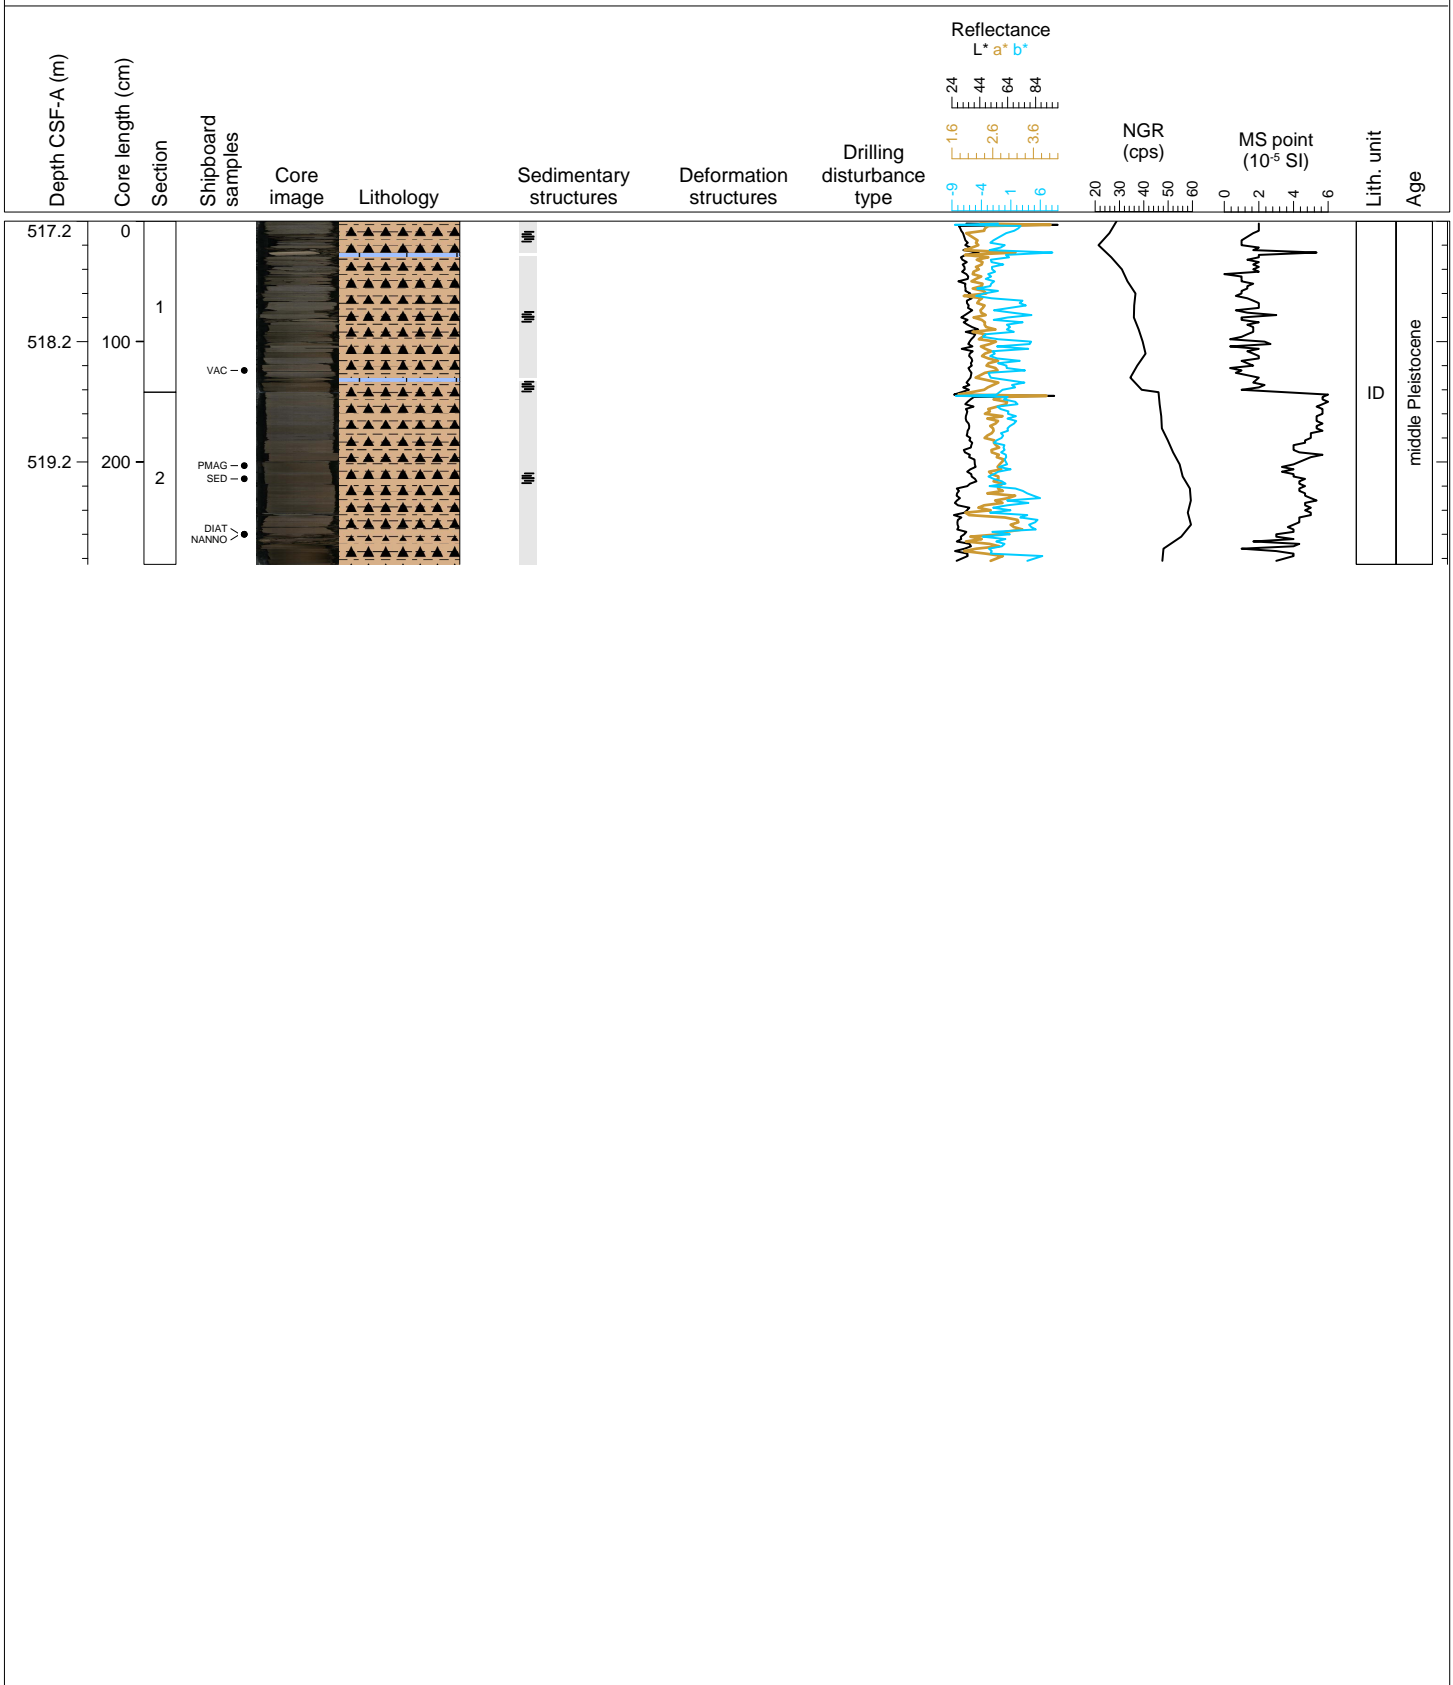 Reflectance
L* a* b*
24 44 64 84
1.6 2.6 3.6
-9 -4 1 6
Depth CSF-A (m)
Core length (cm)
Section
Shipboard
samples
Core
image
Lithology
Sedimentary
structures
Deformation
structures
Drilling
disturbance
type
NGR
(cps)
20 30 40 50 60
MS point
(10⁻⁵ SI)
0 2 4 6
Lith. unit
Age
517.2 0
1
518.2 100
VAC
ID
middle Pleistocene
519.2 200
PMAG
SED
2
DIAT
NANNO